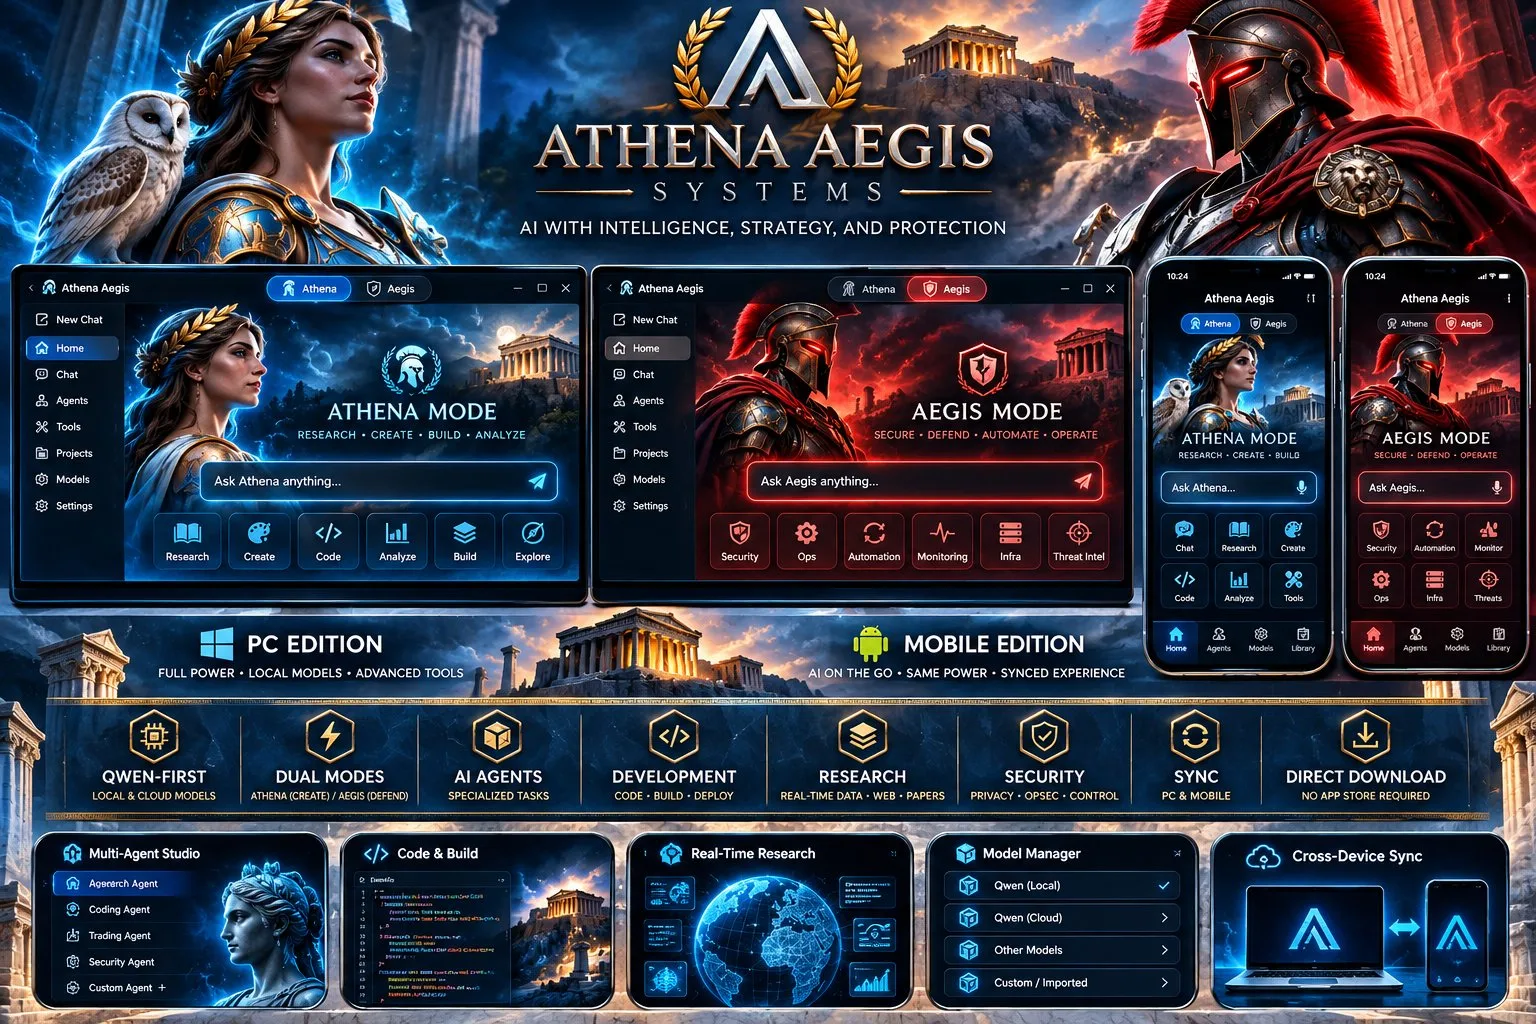 ATHENA AEGIS
SYSTEMS
AI WITH INTELLIGENCE, STRATEGY, AND PROTECTION
Athena Aegis
Athena
Aegis
New Chat
Home
Chat
Agents
Tools
Projects
Models
Settings
ATHENA MODE
RESEARCH • CREATE • BUILD • ANALYZE
Ask Athena anything...
Research
Create
Code
Analyze
Build
Explore
Athena Aegis
Athena
Aegis
New Chat
Home
Chat
Agents
Tools
Projects
Models
Settings
AEGIS MODE
SECURE • DEFEND • AUTOMATE • OPERATE
Ask Aegis anything...
Security
Ops
Automation
Monitoring
Infra
Threat Intel
10:24
Athena Aegis
Athena
Aegis
ATHENA MODE
RESEARCH • CREATE • BUILD
Ask Athena...
Chat
Research
Create
Code
Analyze
Tools
Home
Agents
Models
Library
10:24
Athena Aegis
Athena
Aegis
AEGIS MODE
SECURE • DEFEND • OPERATE
Ask Aegis...
Security
Automation
Monitor
Ops
Infra
Threats
Home
Agents
Models
Library
PC EDITION
FULL POWER • LOCAL MODELS • ADVANCED TOOLS
MOBILE EDITION
AI ON THE GO • SAME POWER • SYNCED EXPERIENCE
QWEN-FIRST
LOCAL & CLOUD MODELS
DUAL MODES
ATHENA (CREATE) / AEGIS (DEFEND)
AI AGENTS
SPECIALIZED TASKS
DEVELOPMENT
CODE • BUILD • DEPLOY
RESEARCH
REAL-TIME DATA • WEB • PAPERS
SECURITY
PRIVACY • OPSEC • CONTROL
SYNC
PC & MOBILE
DIRECT DOWNLOAD
NO APP STORE REQUIRED
Multi-Agent Studio
Agerarch Agent
Coding Agent
Trading Agent
Security Agent
Custom Agent +
</> Code & Build
Real-Time Research
Model Manager
Qwen (Local)
Qwen (Cloud)
Other Models
Custom / Imported
Cross-Device Sync